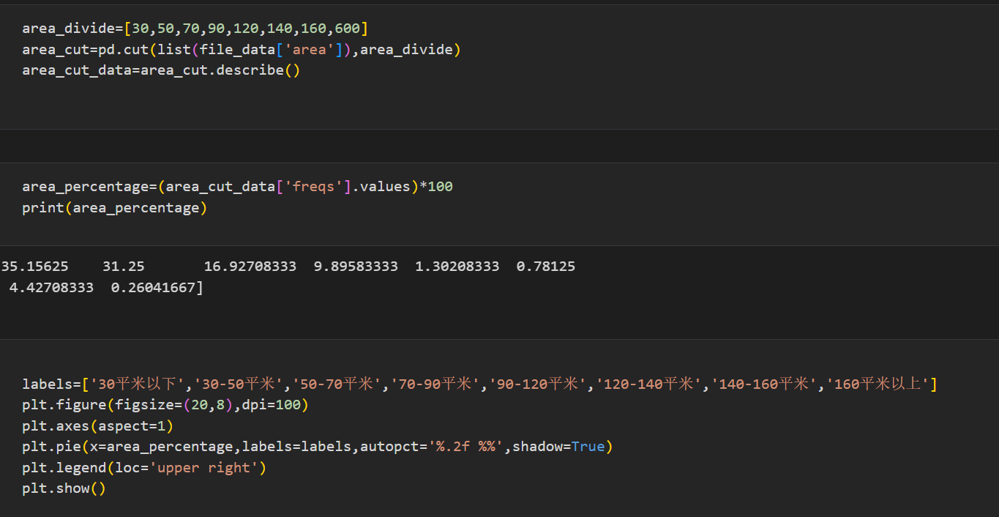 area_divide=[30,50,70,90,120,140,160,600]
area_cut=pd.cut(list(file_data['area']),area_divide)
area_cut_data=area_cut.describe()
area_percentage=(area_cut_data['freqs'].values)*100
print(area_percentage)
35.15625    31.25       16.92708333  9.89583333  1.30208333  0.78125
 4.42708333  0.26041667]
labels=['30平米以下','30-50平米','50-70平米','70-90平米','90-120平米','120-140平米','140-160平米','160平米以上']
plt.figure(figsize=(20,8),dpi=100)
plt.axes(aspect=1)
plt.pie(x=area_percentage,labels=labels,autopct='%.2f %%',shadow=True)
plt.legend(loc='upper right')
plt.show()